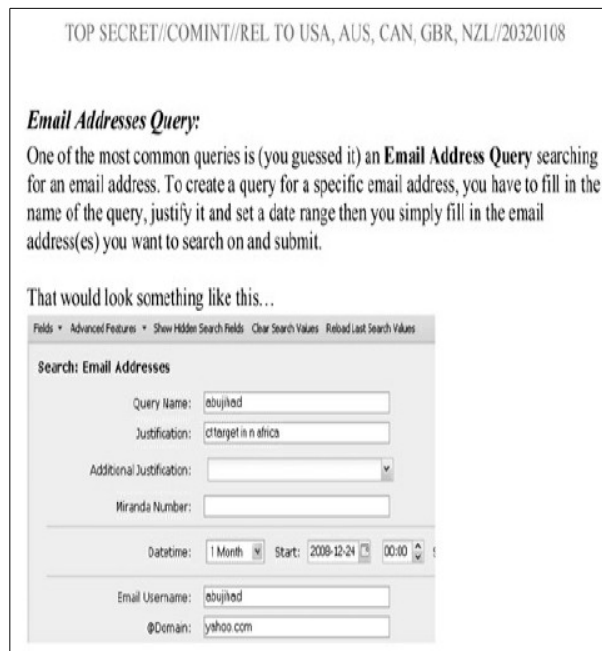 TOP SECRET//COMINT//REL TO USA, AUS, CAN, GBR, NZL//20320108
Email Addresses Query:
One of the most common queries is (you guessed it) an Email Address Query searching
for an email address. To create a query for a specific email address, you have to fill in the
name of the query, justify it and set a date range then you simply fill in the email
address(es) you want to search on and submit.
That would look something like this…
Fields Advanced Features Show Hidden Search Fields Clear Search Values Reload Last Search Values
Search: Email Addresses
Query Name: abujihad
Justification: ct target in n africa
Additional Justification:
Miranda Number:
Datetime: 1 Month Start: 2008-12-24 00:00
Email Username: abujihad
@Domain: yahoo.com